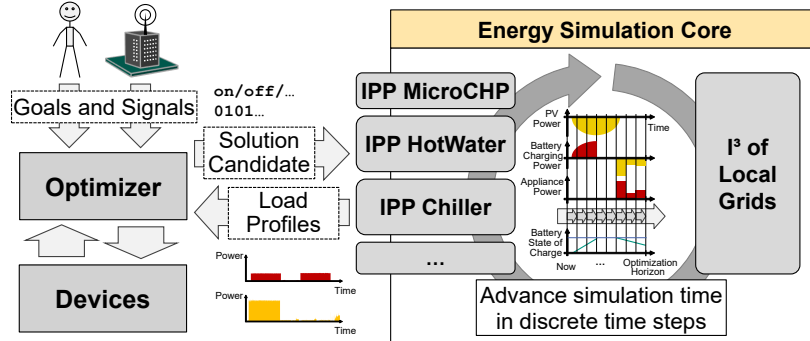 Energy Simulation Core
Goals and Signals
on/off/…
0101…
Solution
Candidate
Optimizer
Load
Profiles
Devices
Power
Time
Power
Time
IPP MicroCHP
IPP HotWater
IPP Chiller
…
PV
Power
Time
Battery
Charging
Power
Appliance
Power
Battery
State of
Charge
Now
…
Optimization
Horizon
I³ of
Local
Grids
Advance simulation time
in discrete time steps